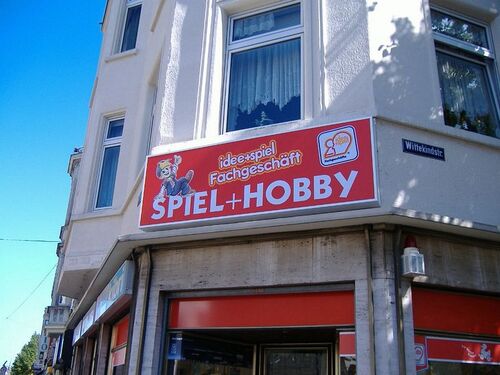 idee+spiel
Fachgeschäft
SPIEL+HOBBY
Wittekindstr.